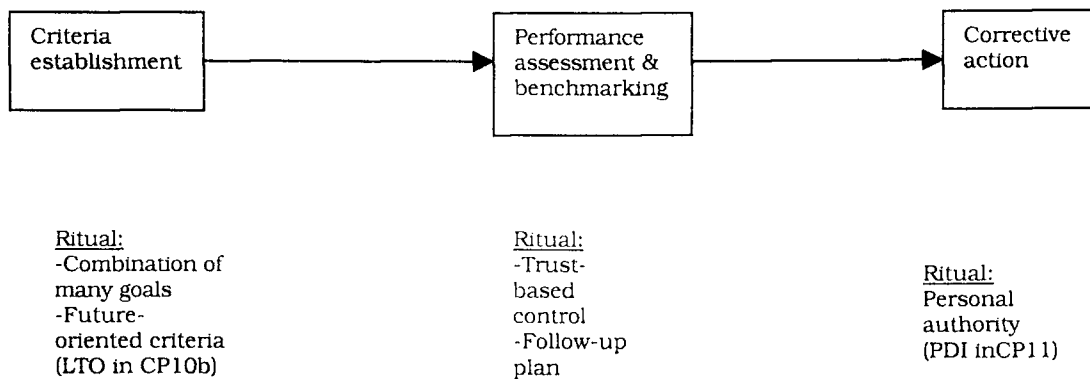 Criteria
establishment
Performance
assessment &
benchmarking
Corrective
action
Ritual:
-Combination of
many goals
-Future-
oriented criteria
(LTO in CP10b)
Ritual:
-Trust-
based
control
-Follow-up
plan
Ritual:
Personal
authority
(PDI inCP11)